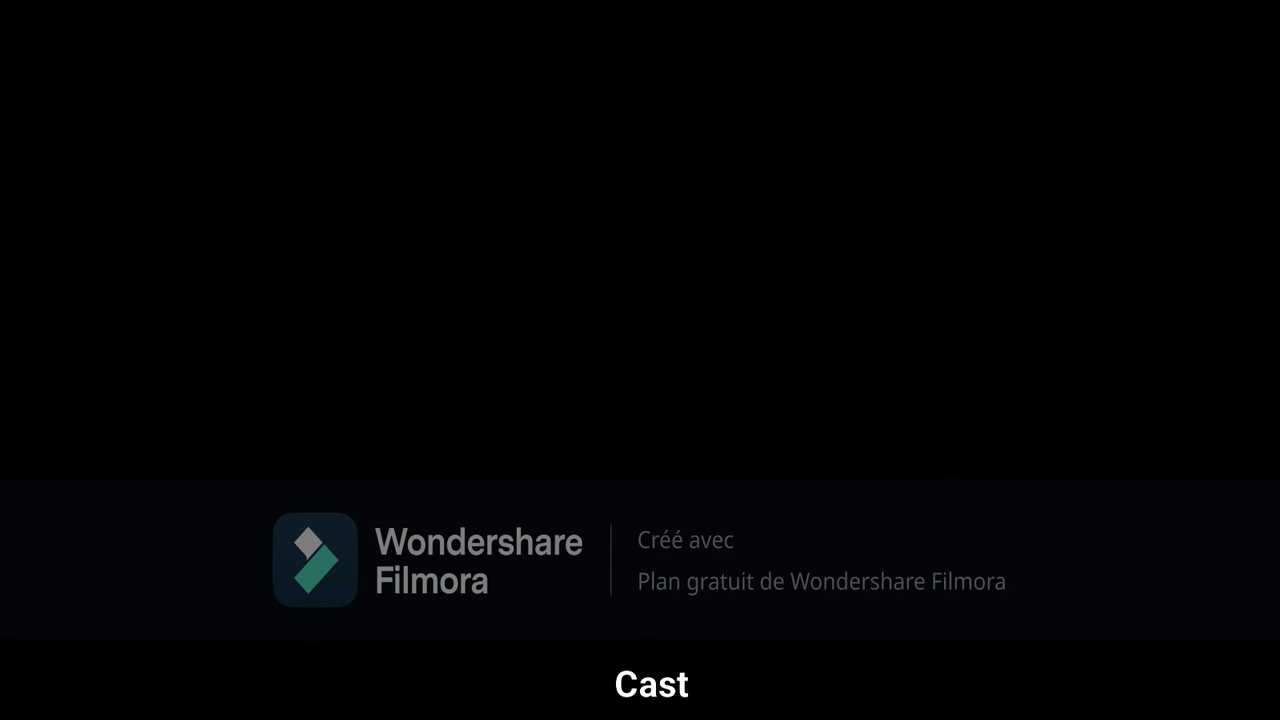 Wondershare
Filmora
Créé avec
Plan gratuit de Wondershare Filmora
Cast